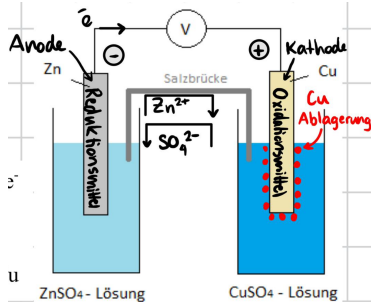 e⁻
V
Anode
Kathode
Zn
−
+
Cu
Salzbrücke
Zn²⁺
SO₄²⁻
Reduktionsmittel
Oxidationsmittel
Cu
Ablagerung
e⁻
u
ZnSO₄ - Lösung
CuSO₄ - Lösung